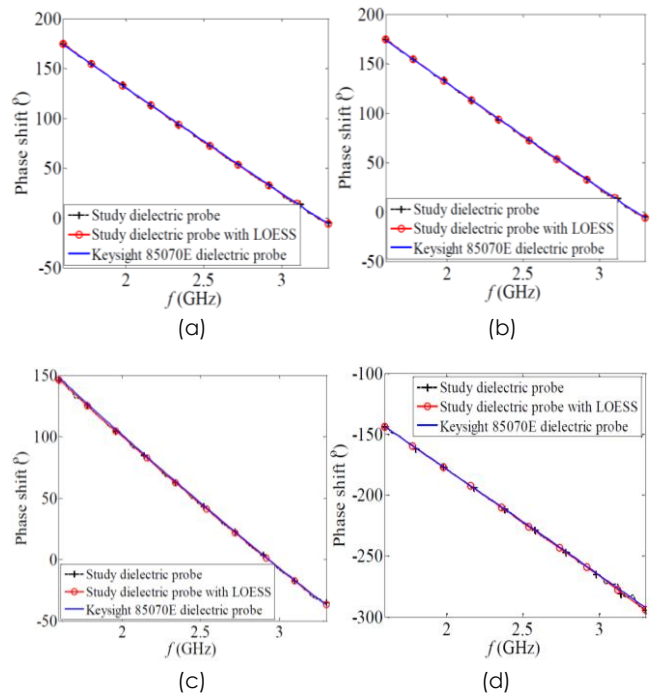 200
150
100
50
0
-50
Phase shift (º)
Study dielectric probe
Study dielectric probe with LOESS
Keysight 85070E dielectric probe
2
2.5
3
f (GHz)
(a)
200
150
100
50
0
-50
Phase shift (º)
Study dielectric probe
Study dielectric probe with LOESS
Keysight 85070E dielectric probe
2
2.5
3
f (GHz)
(b)
150
100
50
0
-50
Phase shift (º)
Study dielectric probe
Study dielectric probe with LOESS
Keysight 85070E dielectric probe
2
2.5
3
f (GHz)
(c)
-100
-150
-200
-250
-300
Phase shift (º)
Study dielectric probe
Study dielectric probe with LOESS
Keysight 85070E dielectric probe
2
2.5
3
f (GHz)
(d)